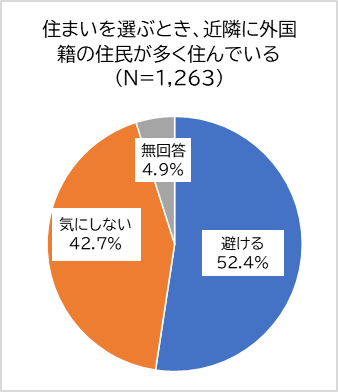 住まいを選ぶとき、近隣に外国
籍の住民が多く住んでいる
（N=1,263）
無回答
4.9%
気にしない
42.7%
避ける
52.4%